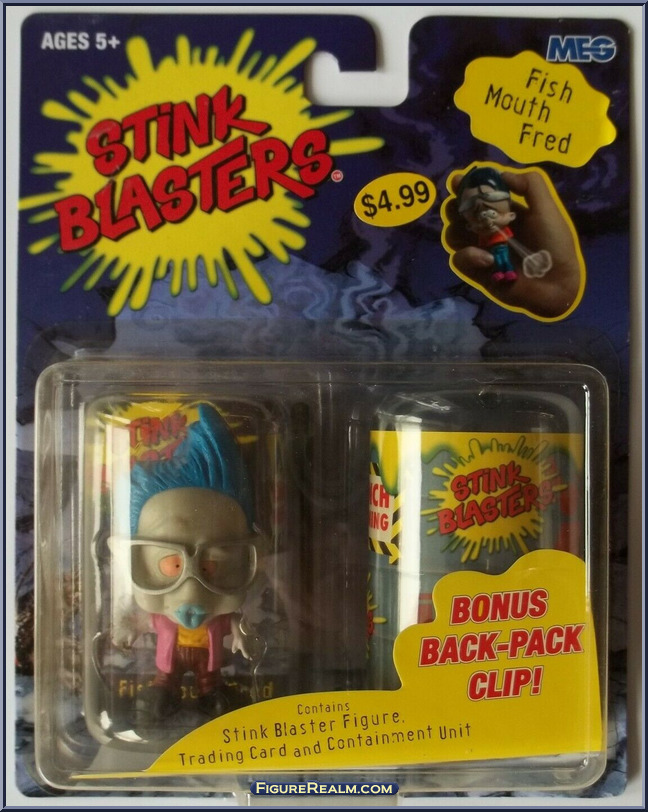 AGES 5+
MEG
STINK
BLASTERS™
Fish
Mouth
Fred
$4.99
STINK
BLASTERS
BONUS
BACK-PACK
CLIP!
Contains
Stink Blaster Figure,
Trading Card and Containment Unit
FIGUREREALM.COM